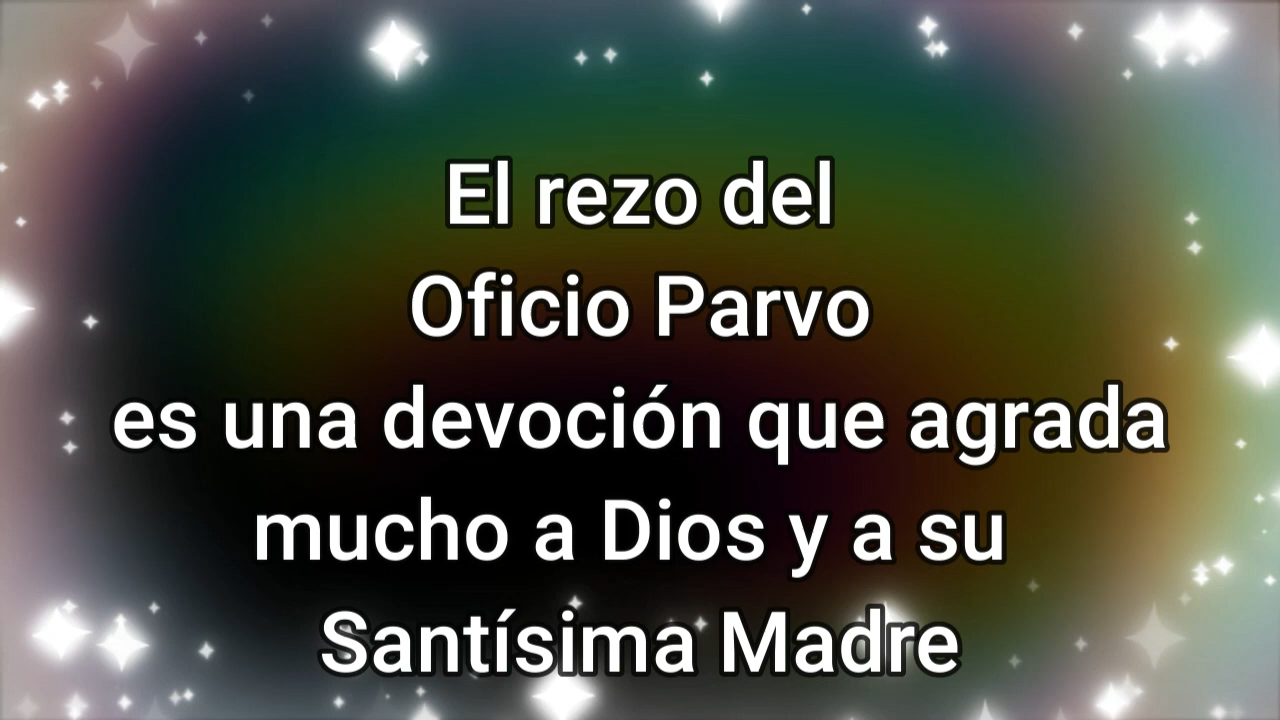 El rezo del
Oficio Parvo
es una devoción que agrada
mucho a Dios y a su
Santísima Madre